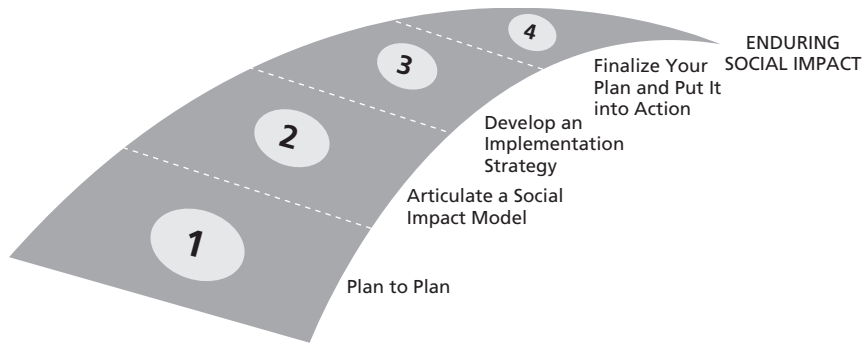 4
3
2
1
ENDURING
SOCIAL IMPACT
Finalize Your
Plan and Put It
into Action
Develop an
Implementation
Strategy
Articulate a Social
Impact Model
Plan to Plan